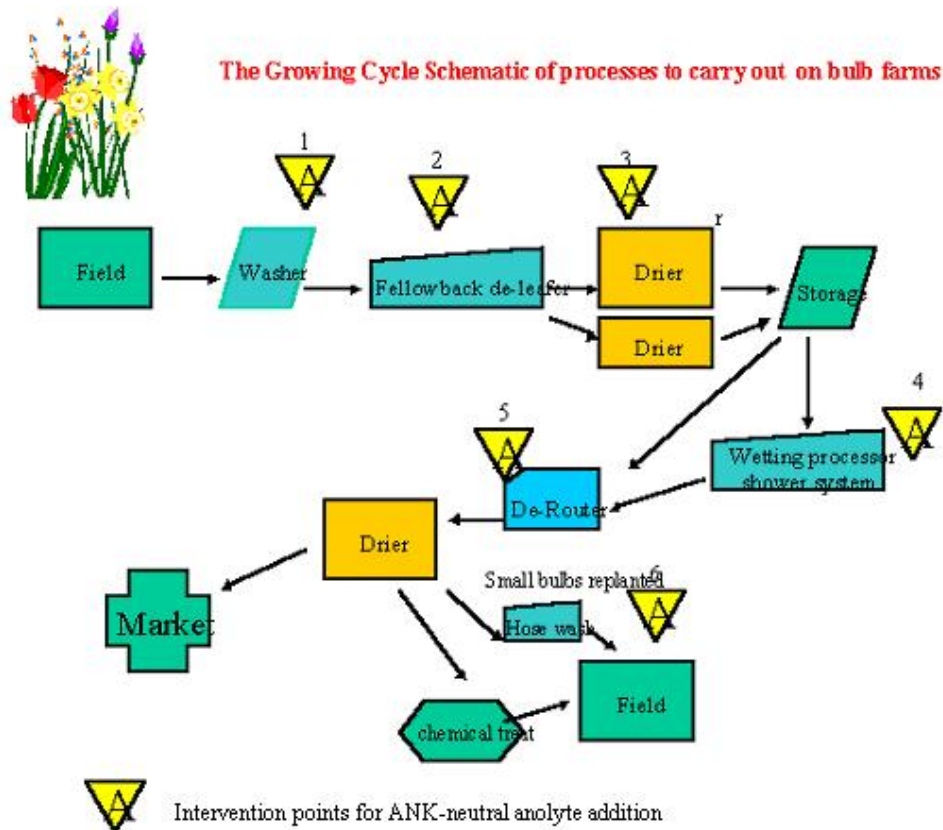 The Growing Cycle Schematic of processes to carry out on bulb farms
1
A
2
A
3
A
r
Field
Washer
Fellowback de-leafer
Drier
Drier
Storage
4
A
5
A
Wetting processor
shower system
De-Router
Drier
Market
Small bulbs replanted
6
A
Hose wash
Field
chemical treat
A
Intervention points for ANK-neutral anolyte addition